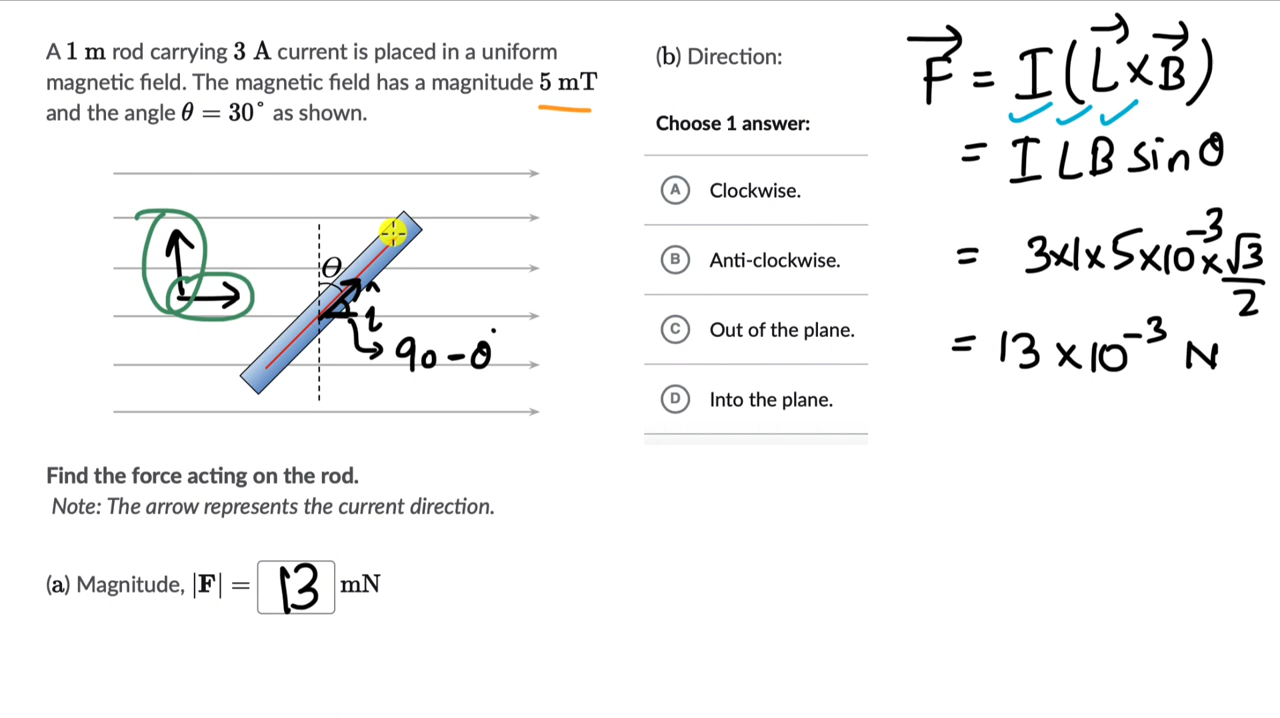 A 1 m rod carrying 3 A current is placed in a uniform
magnetic field. The magnetic field has a magnitude 5 mT
and the angle θ = 30° as shown.
θ
90-θ
Find the force acting on the rod.
Note: The arrow represents the current direction.
(a) Magnitude, |F| = 13 mN
(b) Direction:
Choose 1 answer:
A Clockwise.
B Anti-clockwise.
C Out of the plane.
D Into the plane.
F⃗ = I(L⃗×B⃗)
= I L B sin θ
= 3×1×5×10⁻³×√3/2
= 13×10⁻³ N